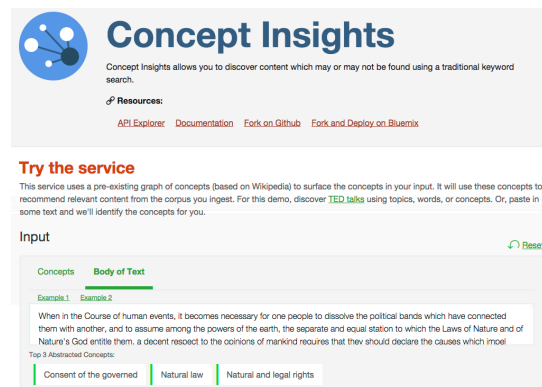 Concept Insights
Concept Insights allows you to discover content which may or may not be found using a traditional keyword
search.
Resources:
API Explorer Documentation Fork on Github Fork and Deploy on Bluemix
Try the service
This service uses a pre-existing graph of concepts (based on Wikipedia) to surface the concepts in your input. It will use these concepts to
recommend relevant content from the corpus you ingest. For this demo, discover TED talks using topics, words, or concepts. Or, paste in
some text and we'll identify the concepts for you.
Input
Reset
Concepts Body of Text
Example 1 Example 2
When in the Course of human events, it becomes necessary for one people to dissolve the political bands which have connected
them with another, and to assume among the powers of the earth, the separate and equal station to which the Laws of Nature and of
Nature's God entitle them, a decent respect to the opinions of mankind requires that they should declare the causes which impel
Top 3 Abstracted Concepts:
Consent of the governed Natural law Natural and legal rights